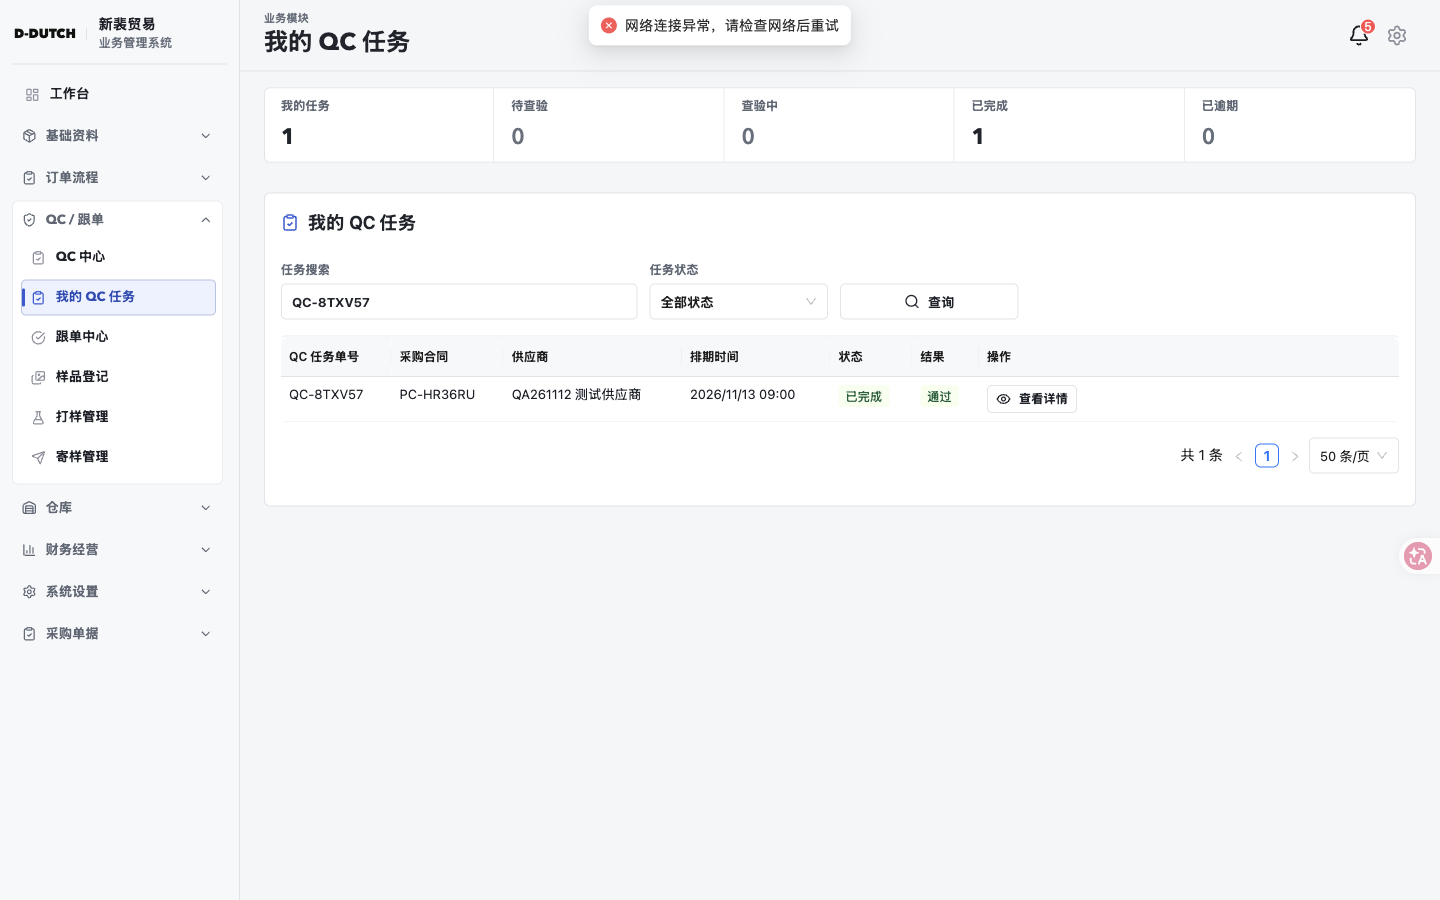 D-DUTCH
新裝贸易
业务管理系统
工作台
基础资料
订单流程
QC / 跟单
QC 中心
我的 QC 任务
跟单中心
样品登记
打样管理
寄样管理
仓库
财务经营
系统设置
采购单据
业务模块
我的 QC 任务
网络连接异常，请检查网络后重试
5
我的任务
1
待查验
0
查验中
0
已完成
1
已逾期
0
我的 QC 任务
任务搜索
任务状态
QC-8TXV57
全部状态
查询
QC 任务单号 采购合同 供应商 排期时间 状态 结果 操作
QC-8TXV57 PC-HR36RU QA261112 测试供应商 2026/11/13 09:00 已完成 通过 查看详情
共 1 条 1 50 条/页
A